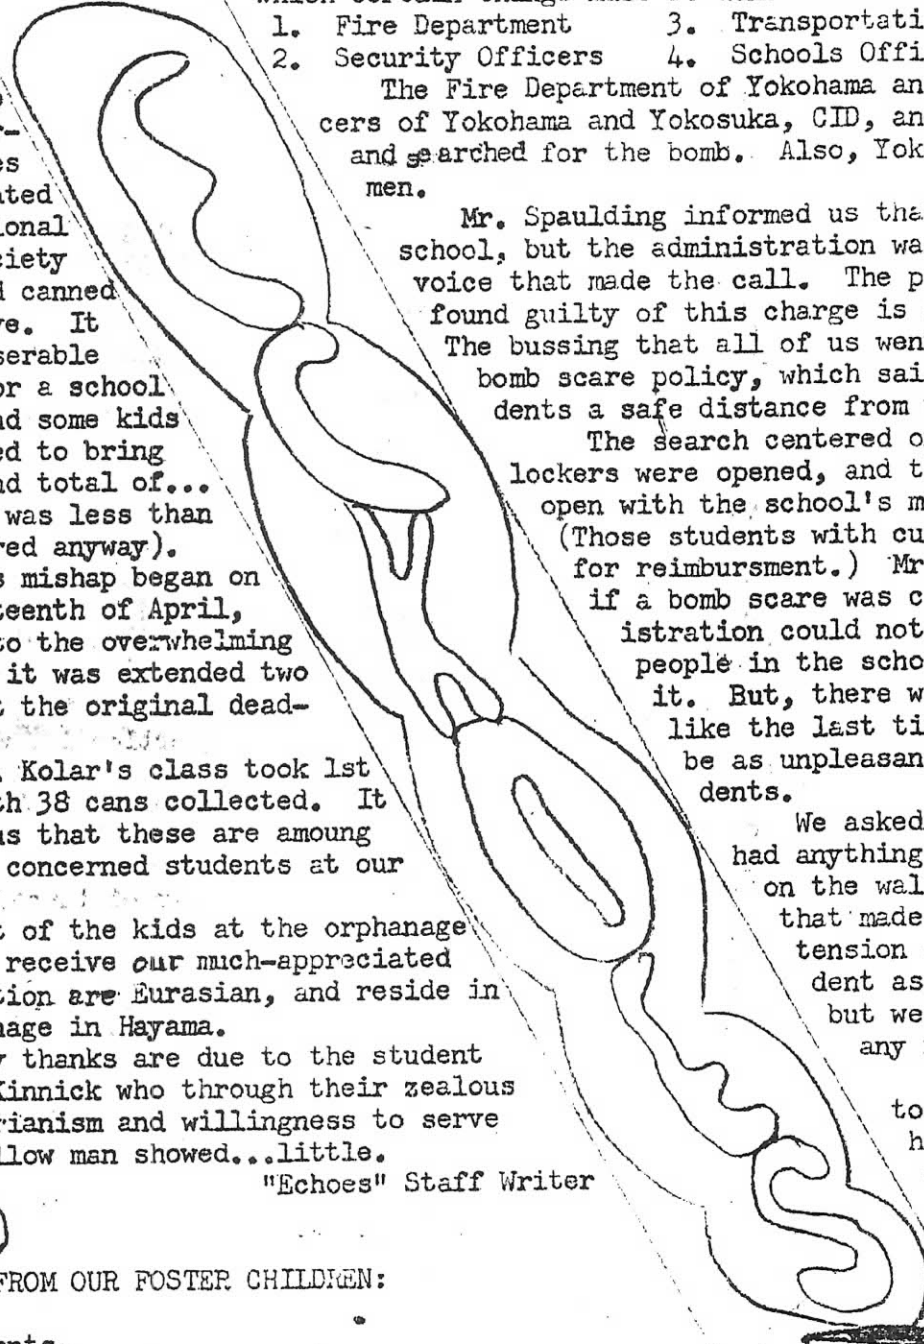 r-
es
ated
ional
ciety
d canned
ve. It
serable
or a school
nd some kids
ed to bring
nd total of...
was less than
red anyway).
s mishap began on
teenth of April,
to the overwhelming
it was extended two
t the original dead-
. Kolar's class took 1st
th 38 cans collected. It
us that these are amoung
concerned students at our
t of the kids at the orphanage
receive our much-appreciated
tion are Eurasian, and reside in
nage in Hayama.
y thanks are due to the student
Kinnick who through their zealous
rianism and willingness to serve
llow man showed...little.
"Echoes" Staff Writer
FROM OUR FOSTER CHILDREN:
ECHOES
1. Fire Department 3. Transportati
2. Security Officers 4. Schools Offi
The Fire Department of Yokohama an
cers of Yokohama and Yokosuka, CID, an
and searched for the bomb. Also, Yok
men.
Mr. Spaulding informed us tha
school, but the administration wa
voice that made the call. The p
found guilty of this charge is
The bussing that all of us wen
bomb scare policy, which sai
dents a safe distance from
The search centered o
lockers were opened, and t
open with the school's m
(Those students with cu
for reimbursment.) Mr
if a bomb scare was c
istration could not
people in the scho
it. But, there w
like the last ti
be as unpleasan
dents.
We asked
had anything
on the wal
that made
tension
dent as
but we
any
to
h